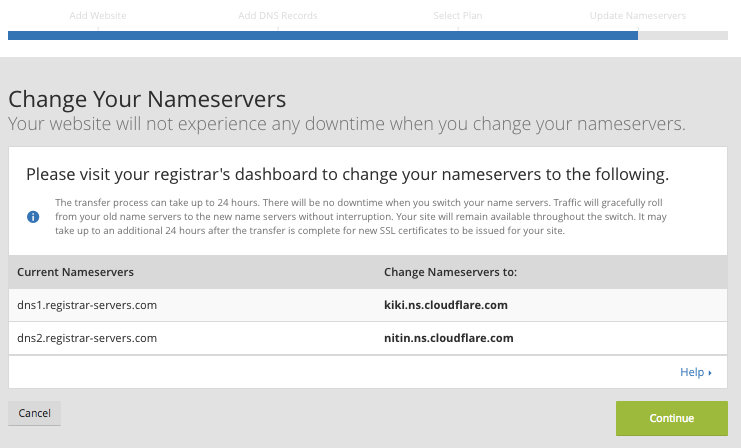 Add Website Add DNS Records Select Plan Update Nameservers
Change Your Nameservers
Your website will not experience any downtime when you change your nameservers.
Please visit your registrar's dashboard to change your nameservers to the following.
The transfer process can take up to 24 hours. There will be no downtime when you switch your name servers. Traffic will gracefully roll
from your old name servers to the new name servers without interruption. Your site will remain available throughout the switch. It may
take up to an additional 24 hours after the transfer is complete for new SSL certificates to be issued for your site.
Current Nameservers Change Nameservers to:
dns1.registrar-servers.com kiki.ns.cloudflare.com
dns2.registrar-servers.com nitin.ns.cloudflare.com
Help
Cancel Continue